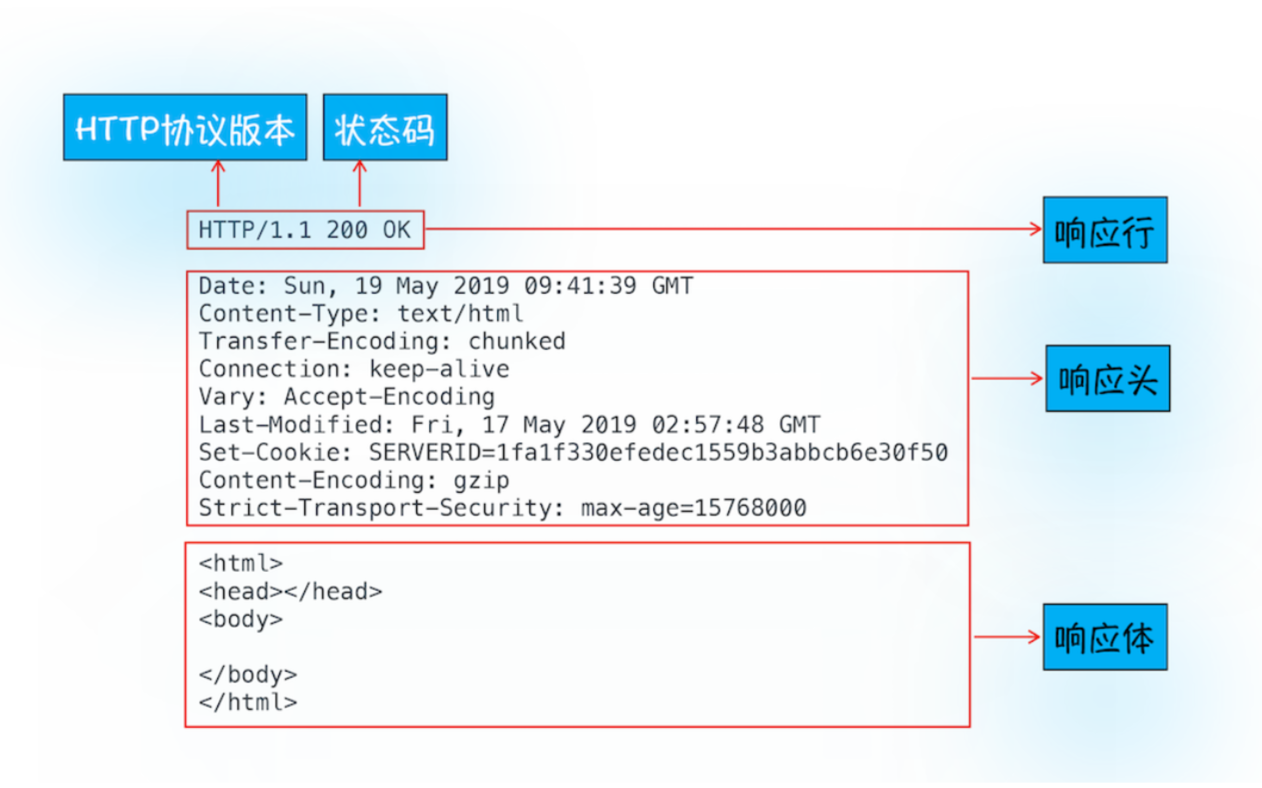 HTTP协议版本 状态码
HTTP/1.1 200 OK
响应行
Date: Sun, 19 May 2019 09:41:39 GMT
Content-Type: text/html
Transfer-Encoding: chunked
Connection: keep-alive
Vary: Accept-Encoding
Last-Modified: Fri, 17 May 2019 02:57:48 GMT
Set-Cookie: SERVERID=1fa1f330efedec1559b3abbcb6e30f50
Content-Encoding: gzip
Strict-Transport-Security: max-age=15768000
响应头
<html>
<head></head>
<body>
</body>
</html>
响应体